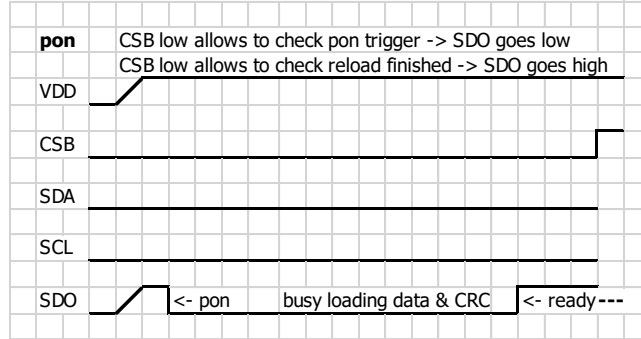 pon CSB low allows to check pon trigger -> SDO goes low
CSB low allows to check reload finished -> SDO goes high
VDD
CSB
SDA
SCL
SDO <- pon busy loading data & CRC <- ready